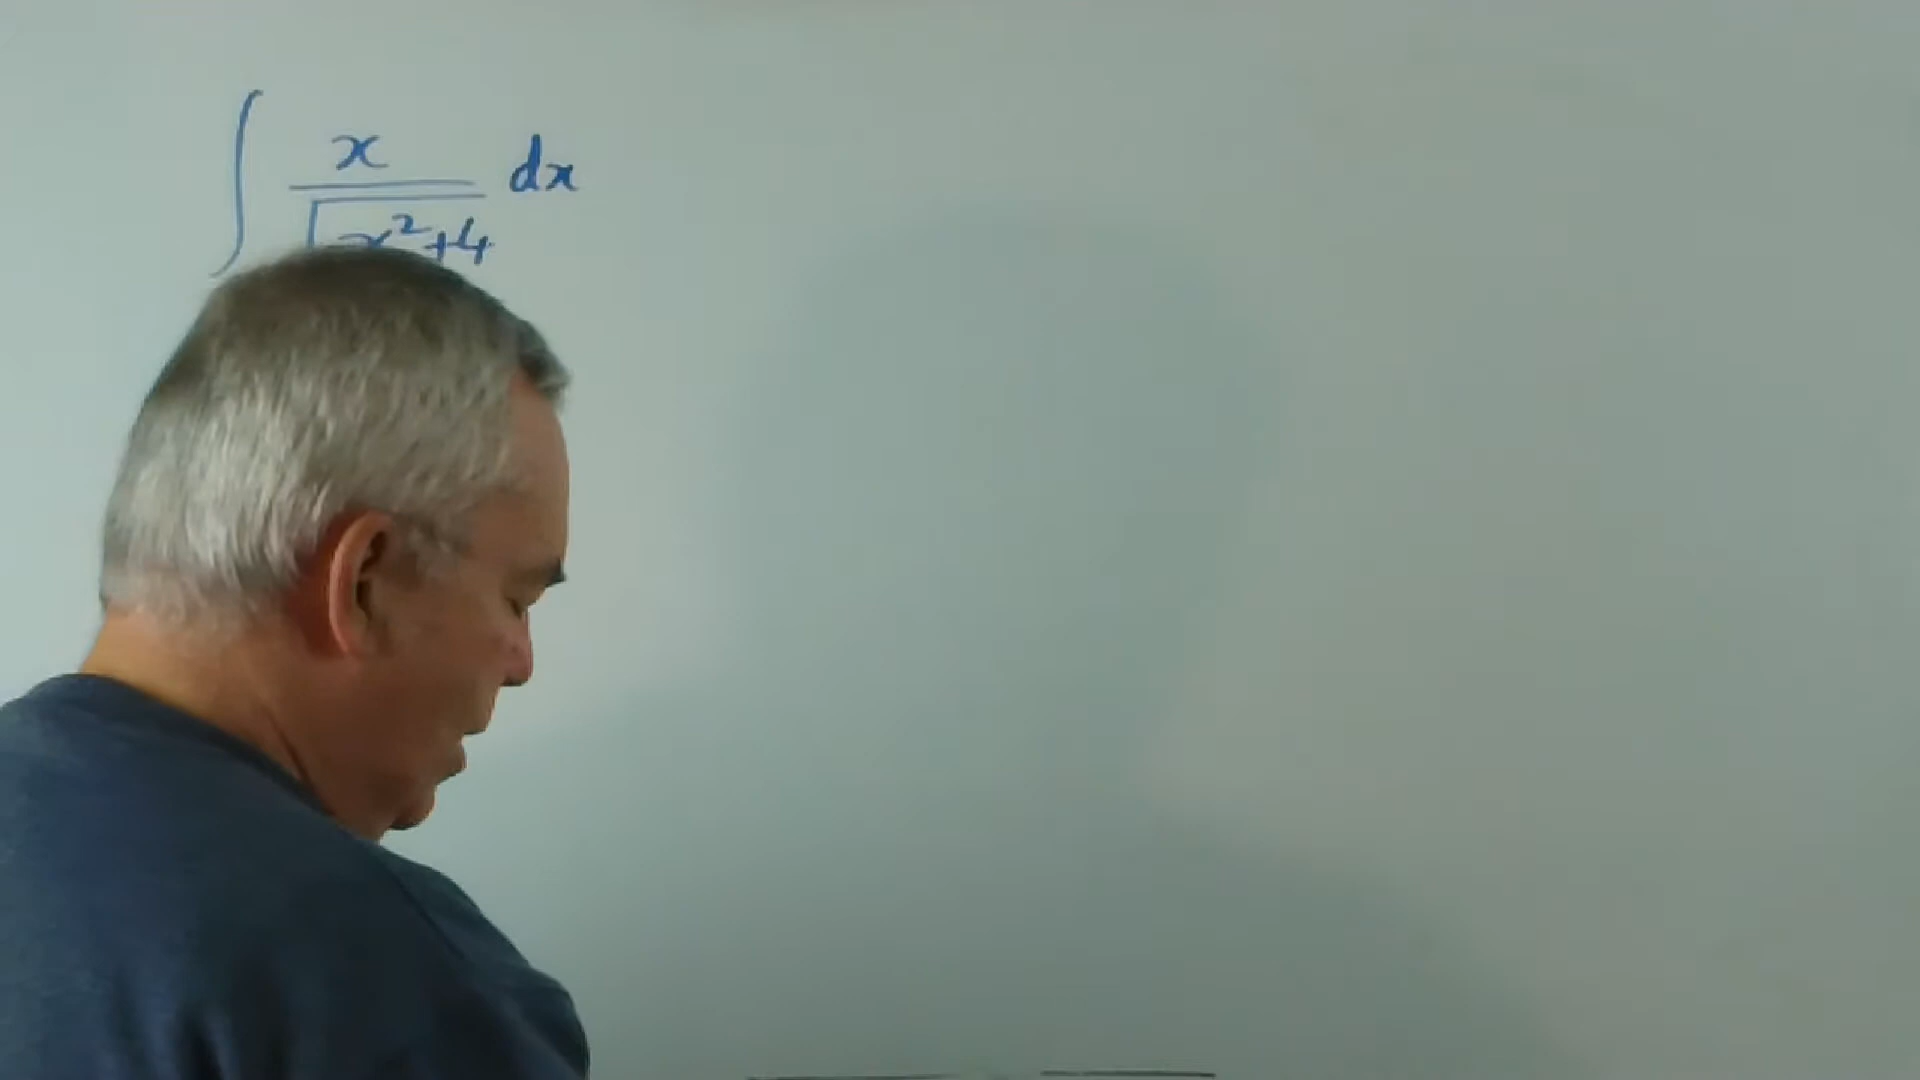 ∫ x / √(x²+4) dx